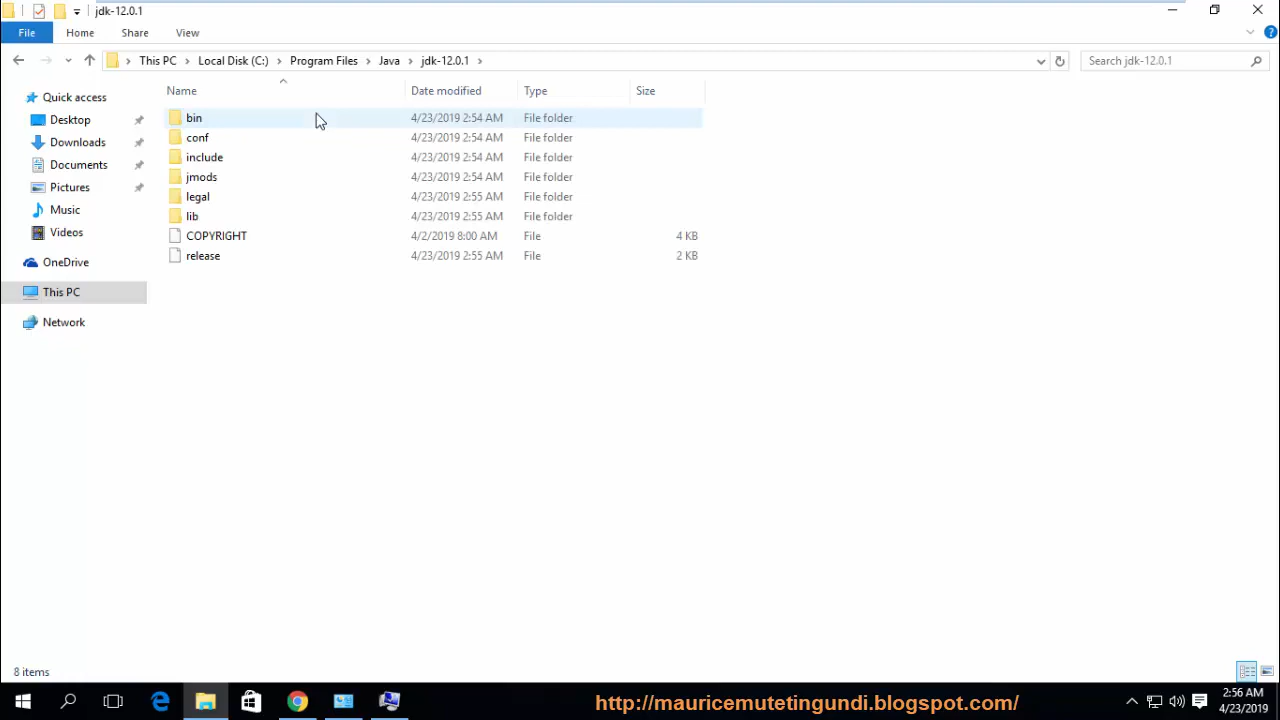 jdk-12.0.1
File Home Share View
This PC Local Disk (C:) Program Files Java jdk-12.0.1 Search jdk-12.0.1
Name Date modified Type Size
Quick access
Desktop
Downloads
Documents
Pictures
Music
Videos
OneDrive
This PC
Network
bin 4/23/2019 2:54 AM File folder
conf 4/23/2019 2:54 AM File folder
include 4/23/2019 2:54 AM File folder
jmods 4/23/2019 2:54 AM File folder
legal 4/23/2019 2:55 AM File folder
lib 4/23/2019 2:55 AM File folder
COPYRIGHT 4/2/2019 8:00 AM File 4 KB
release 4/23/2019 2:55 AM File 2 KB
8 items
http://mauricemutetingundi.blogspot.com/
2:56 AM
4/23/2019